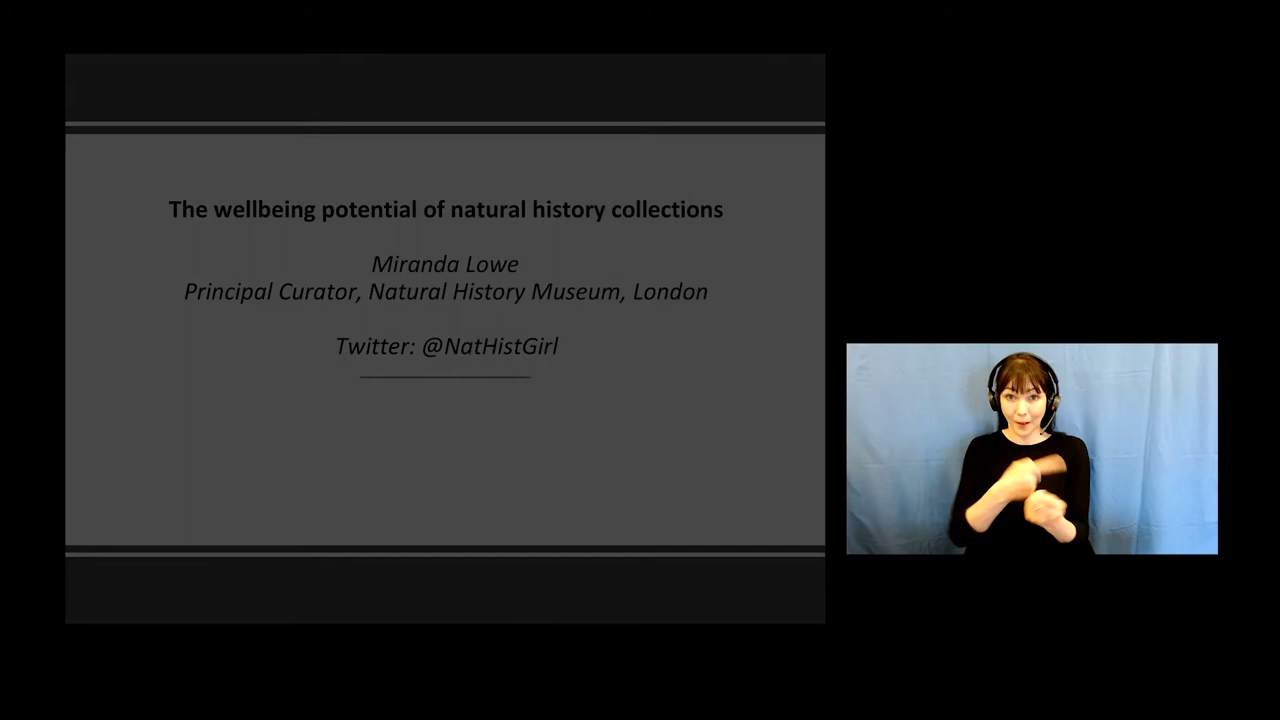 The wellbeing potential of natural history collections
Miranda Lowe
Principal Curator, Natural History Museum, London
Twitter: @NatHistGirl